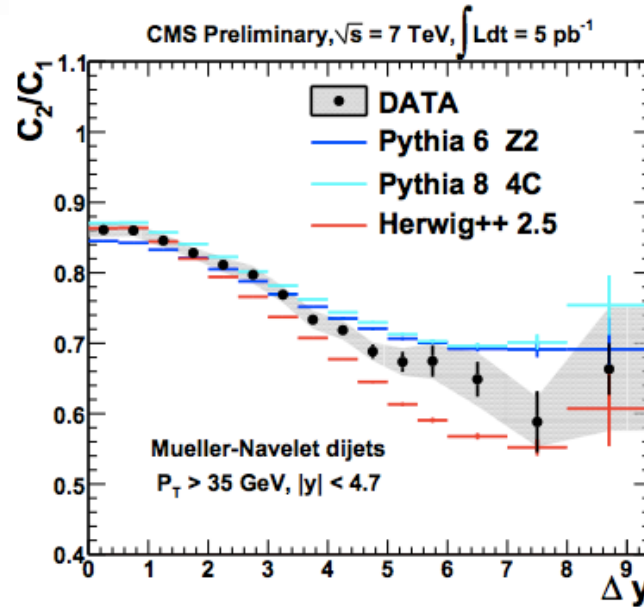 CMS Preliminary,√s = 7 TeV, ∫Ldt = 5 pb⁻¹
C₂/C₁
1.1
1
0.9
0.8
0.7
0.6
0.5
0.4
DATA
Pythia 6 Z2
Pythia 8 4C
Herwig++ 2.5
Mueller-Navelet dijets
P_T > 35 GeV, |y| < 4.7
0 1 2 3 4 5 6 7 8 9
Δ y